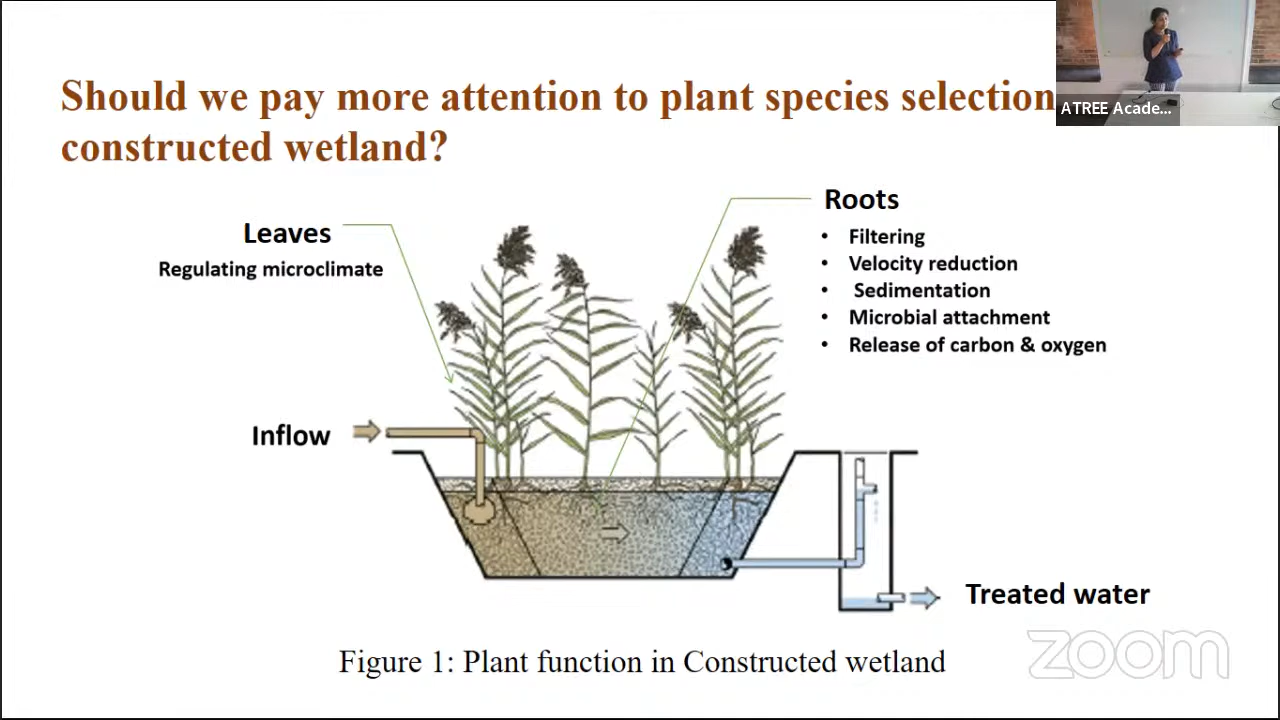 Should we pay more attention to plant species selection
constructed wetland?
ATREE Acade...
Leaves
Regulating microclimate
Roots
• Filtering
• Velocity reduction
• Sedimentation
• Microbial attachment
• Release of carbon & oxygen
Inflow
Treated water
Figure 1: Plant function in Constructed wetland
zoom